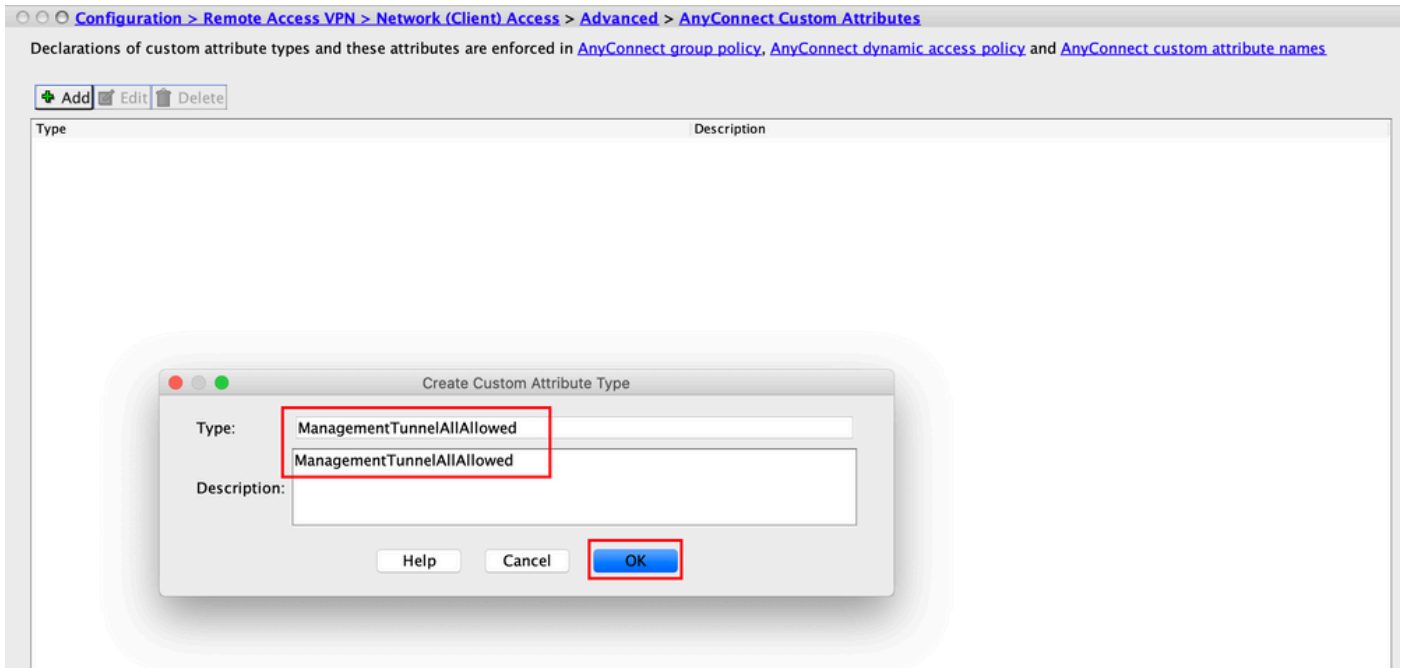 Configuration > Remote Access VPN > Network (Client) Access > Advanced > AnyConnect Custom Attributes
Declarations of custom attribute types and these attributes are enforced in AnyConnect group policy, AnyConnect dynamic access policy and AnyConnect custom attribute names
Add Edit Delete
Type Description
Create Custom Attribute Type
Type: ManagementTunnelAllAllowed
ManagementTunnelAllAllowed
Description:
Help Cancel OK